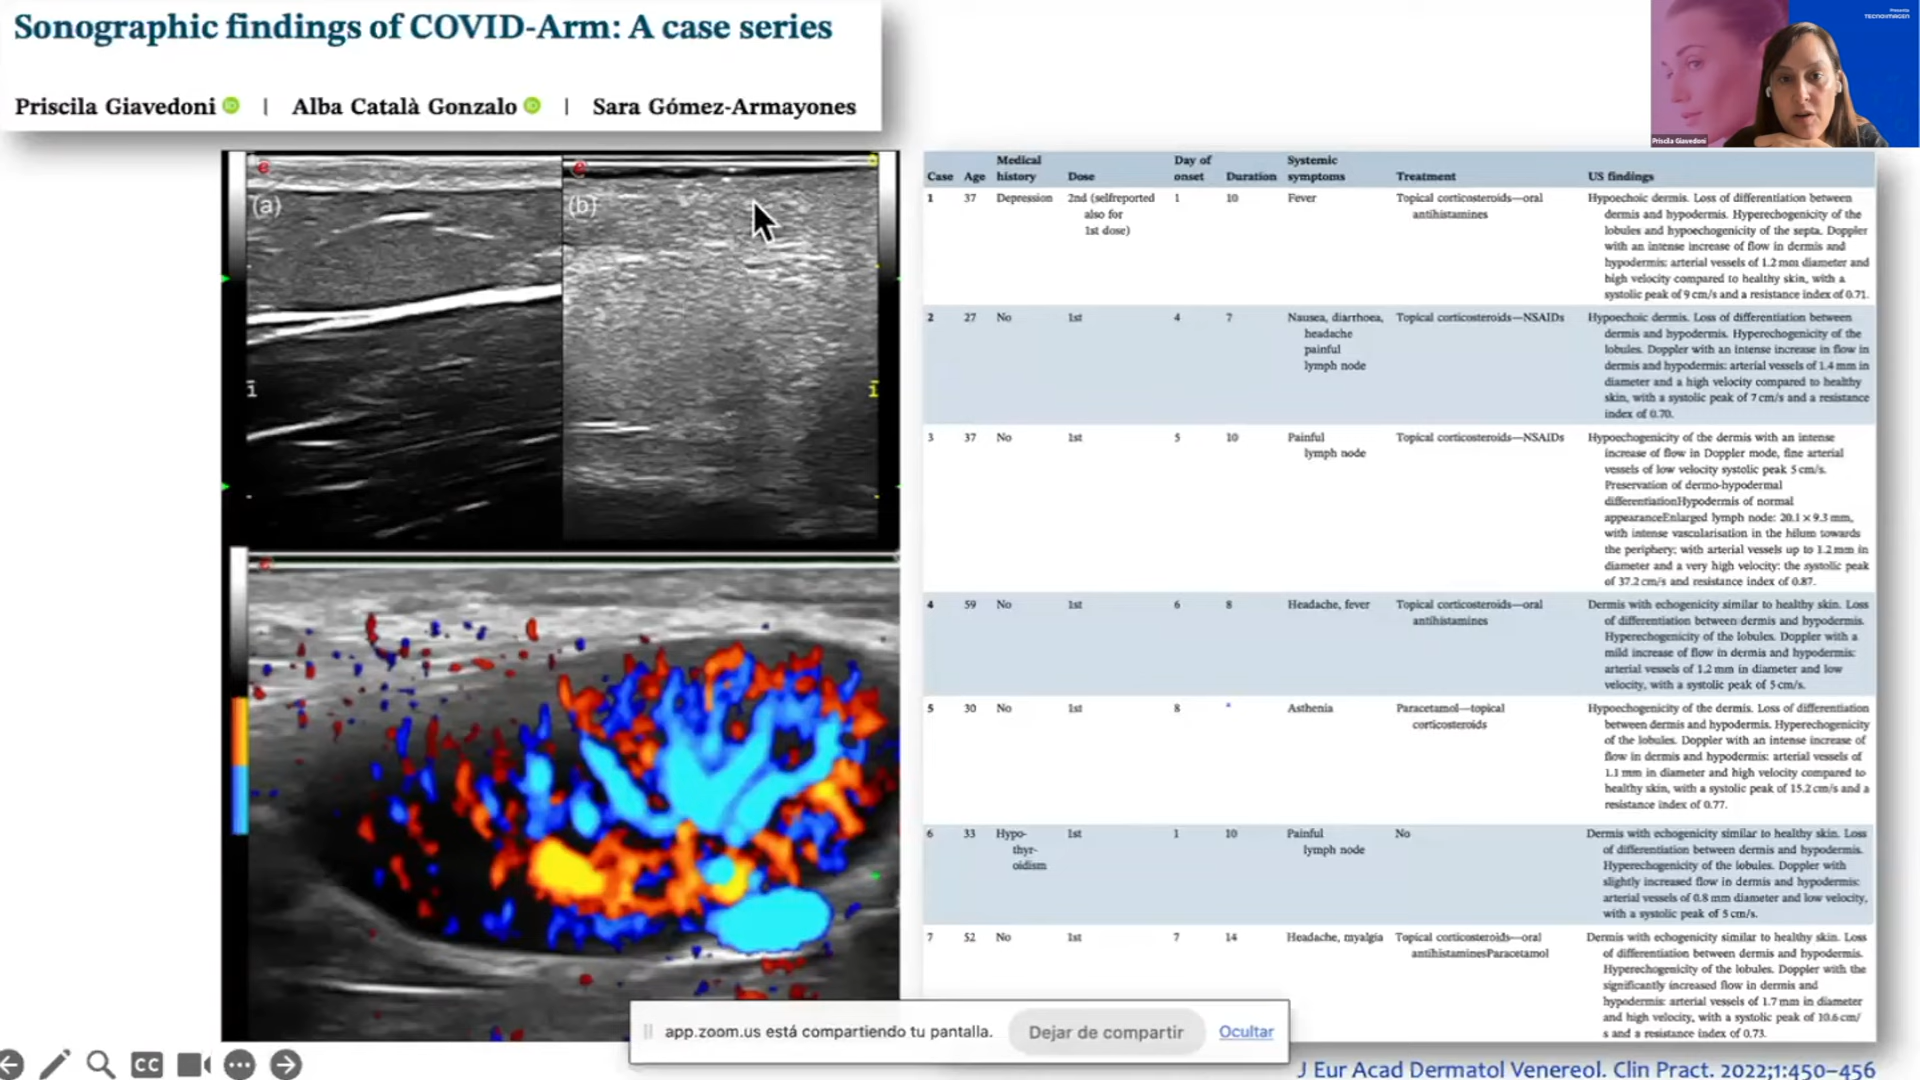 Sonographic findings of COVID-Arm: A case series
Priscila Giavedoni | Alba Català Gonzalo | Sara Gómez-Armayones
Presenta
TECNOIMAGEN
Priscila Giavedoni
(a)
(b)
Case Age Medical history Dose Day of onset Duration Systemic symptoms Treatment US findings
1 37 Depression 2nd (selfreported also for 1st dose) 1 10 Fever Topical corticosteroids—oral antihistamines
Hypoechoic dermis. Loss of differentiation between
dermis and hypodermis. Hyperechogenicity of the
lobules and hypoechogenicity of the septa. Doppler
with an intense increase of flow in dermis and
hypodermis: arterial vessels of 1.2 mm diameter and
high velocity compared to healthy skin, with a
systolic peak of 9 cm/s and a resistance index of 0.71.
2 27 No 1st 4 7 Nausea, diarrhoea, headache painful lymph node Topical corticosteroids—NSAIDs
Hypoechoic dermis. Loss of differentiation between
dermis and hypodermis. Hyperechogenicity of the
lobules. Doppler with an intense increase in flow in
dermis and hypodermis: arterial vessels of 1.4 mm in
diameter and a high velocity compared to healthy
skin, with a systolic peak of 7 cm/s and a resistance
index of 0.70.
3 37 No 1st 5 10 Painful lymph node Topical corticosteroids—NSAIDs
Hypoechogenicity of the dermis with an intense
increase of flow in Doppler mode, fine arterial
vessels of low velocity systolic peak 5 cm/s.
Preservation of dermo-hypodermal
differentiationHypodermis of normal
appearanceEnlarged lymph node: 20.1 × 9.3 mm,
with intense vascularisation in the hilum towards
the periphery; with arterial vessels up to 1.2 mm in
diameter and a very high velocity: the systolic peak
of 37.2 cm/s and resistance index of 0.87.
4 59 No 1st 6 8 Headache, fever Topical corticosteroids—oral antihistamines
Dermis with echogenicity similar to healthy skin. Loss
of differentiation between dermis and hypodermis.
Hyperechogenicity of the lobules. Doppler with a
mild increase of flow in dermis and hypodermis:
arterial vessels of 1.2 mm in diameter and low
velocity, with a systolic peak of 5 cm/s.
5 30 No 1st 8 * Asthenia Paracetamol—topical corticosteroids
Hypoechogenicity of the dermis. Loss of differentiation
between dermis and hypodermis. Hyperechogenicity
of the lobules. Doppler with an intense increase of
flow in dermis and hypodermis: arterial vessels of
1.1 mm in diameter and high velocity compared to
healthy skin, with a systolic peak of 15.2 cm/s and a
resistance index of 0.77.
6 33 Hypo-thyr-oidism 1st 1 10 Painful lymph node No
Dermis with echogenicity similar to healthy skin. Loss
of differentiation between dermis and hypodermis.
Hyperechogenicity of the lobules. Doppler with
slightly increased flow in dermis and hypodermis:
arterial vessels of 0.8 mm diameter and low velocity,
with a systolic peak of 5 cm/s.
7 52 No 1st 7 14 Headache, myalgia Topical corticosteroids—oral antihistaminesParacetamol
Dermis with echogenicity similar to healthy skin. Loss
of differentiation between dermis and hypodermis.
Hyperechogenicity of the lobules. Doppler with the
significantly increased flow in dermis and
hypodermis: arterial vessels of 1.7 mm in diameter
and high velocity, with a systolic peak of 10.6 cm/
s and a resistance index of 0.73.
app.zoom.us está compartiendo tu pantalla. Dejar de compartir Ocultar
CC
J Eur Acad Dermatol Venereol. Clin Pract. 2022;1:450–456